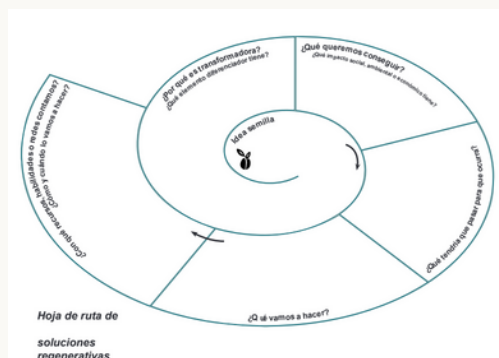 Idea semilla
¿Por qué es transformadora?
¿Qué elemento diferenciador tiene?
¿Qué queremos conseguir?
¿Qué impacto social, ambiental o económico tiene?
¿Qué tendría que pasar para que ocurra?
¿Q ué vamos a hacer?
¿Con qué recursos, habilidades o redes contamos?
¿Cómo y cuándo lo vamos a hacer?
Hoja de ruta de
soluciones
regenerativas